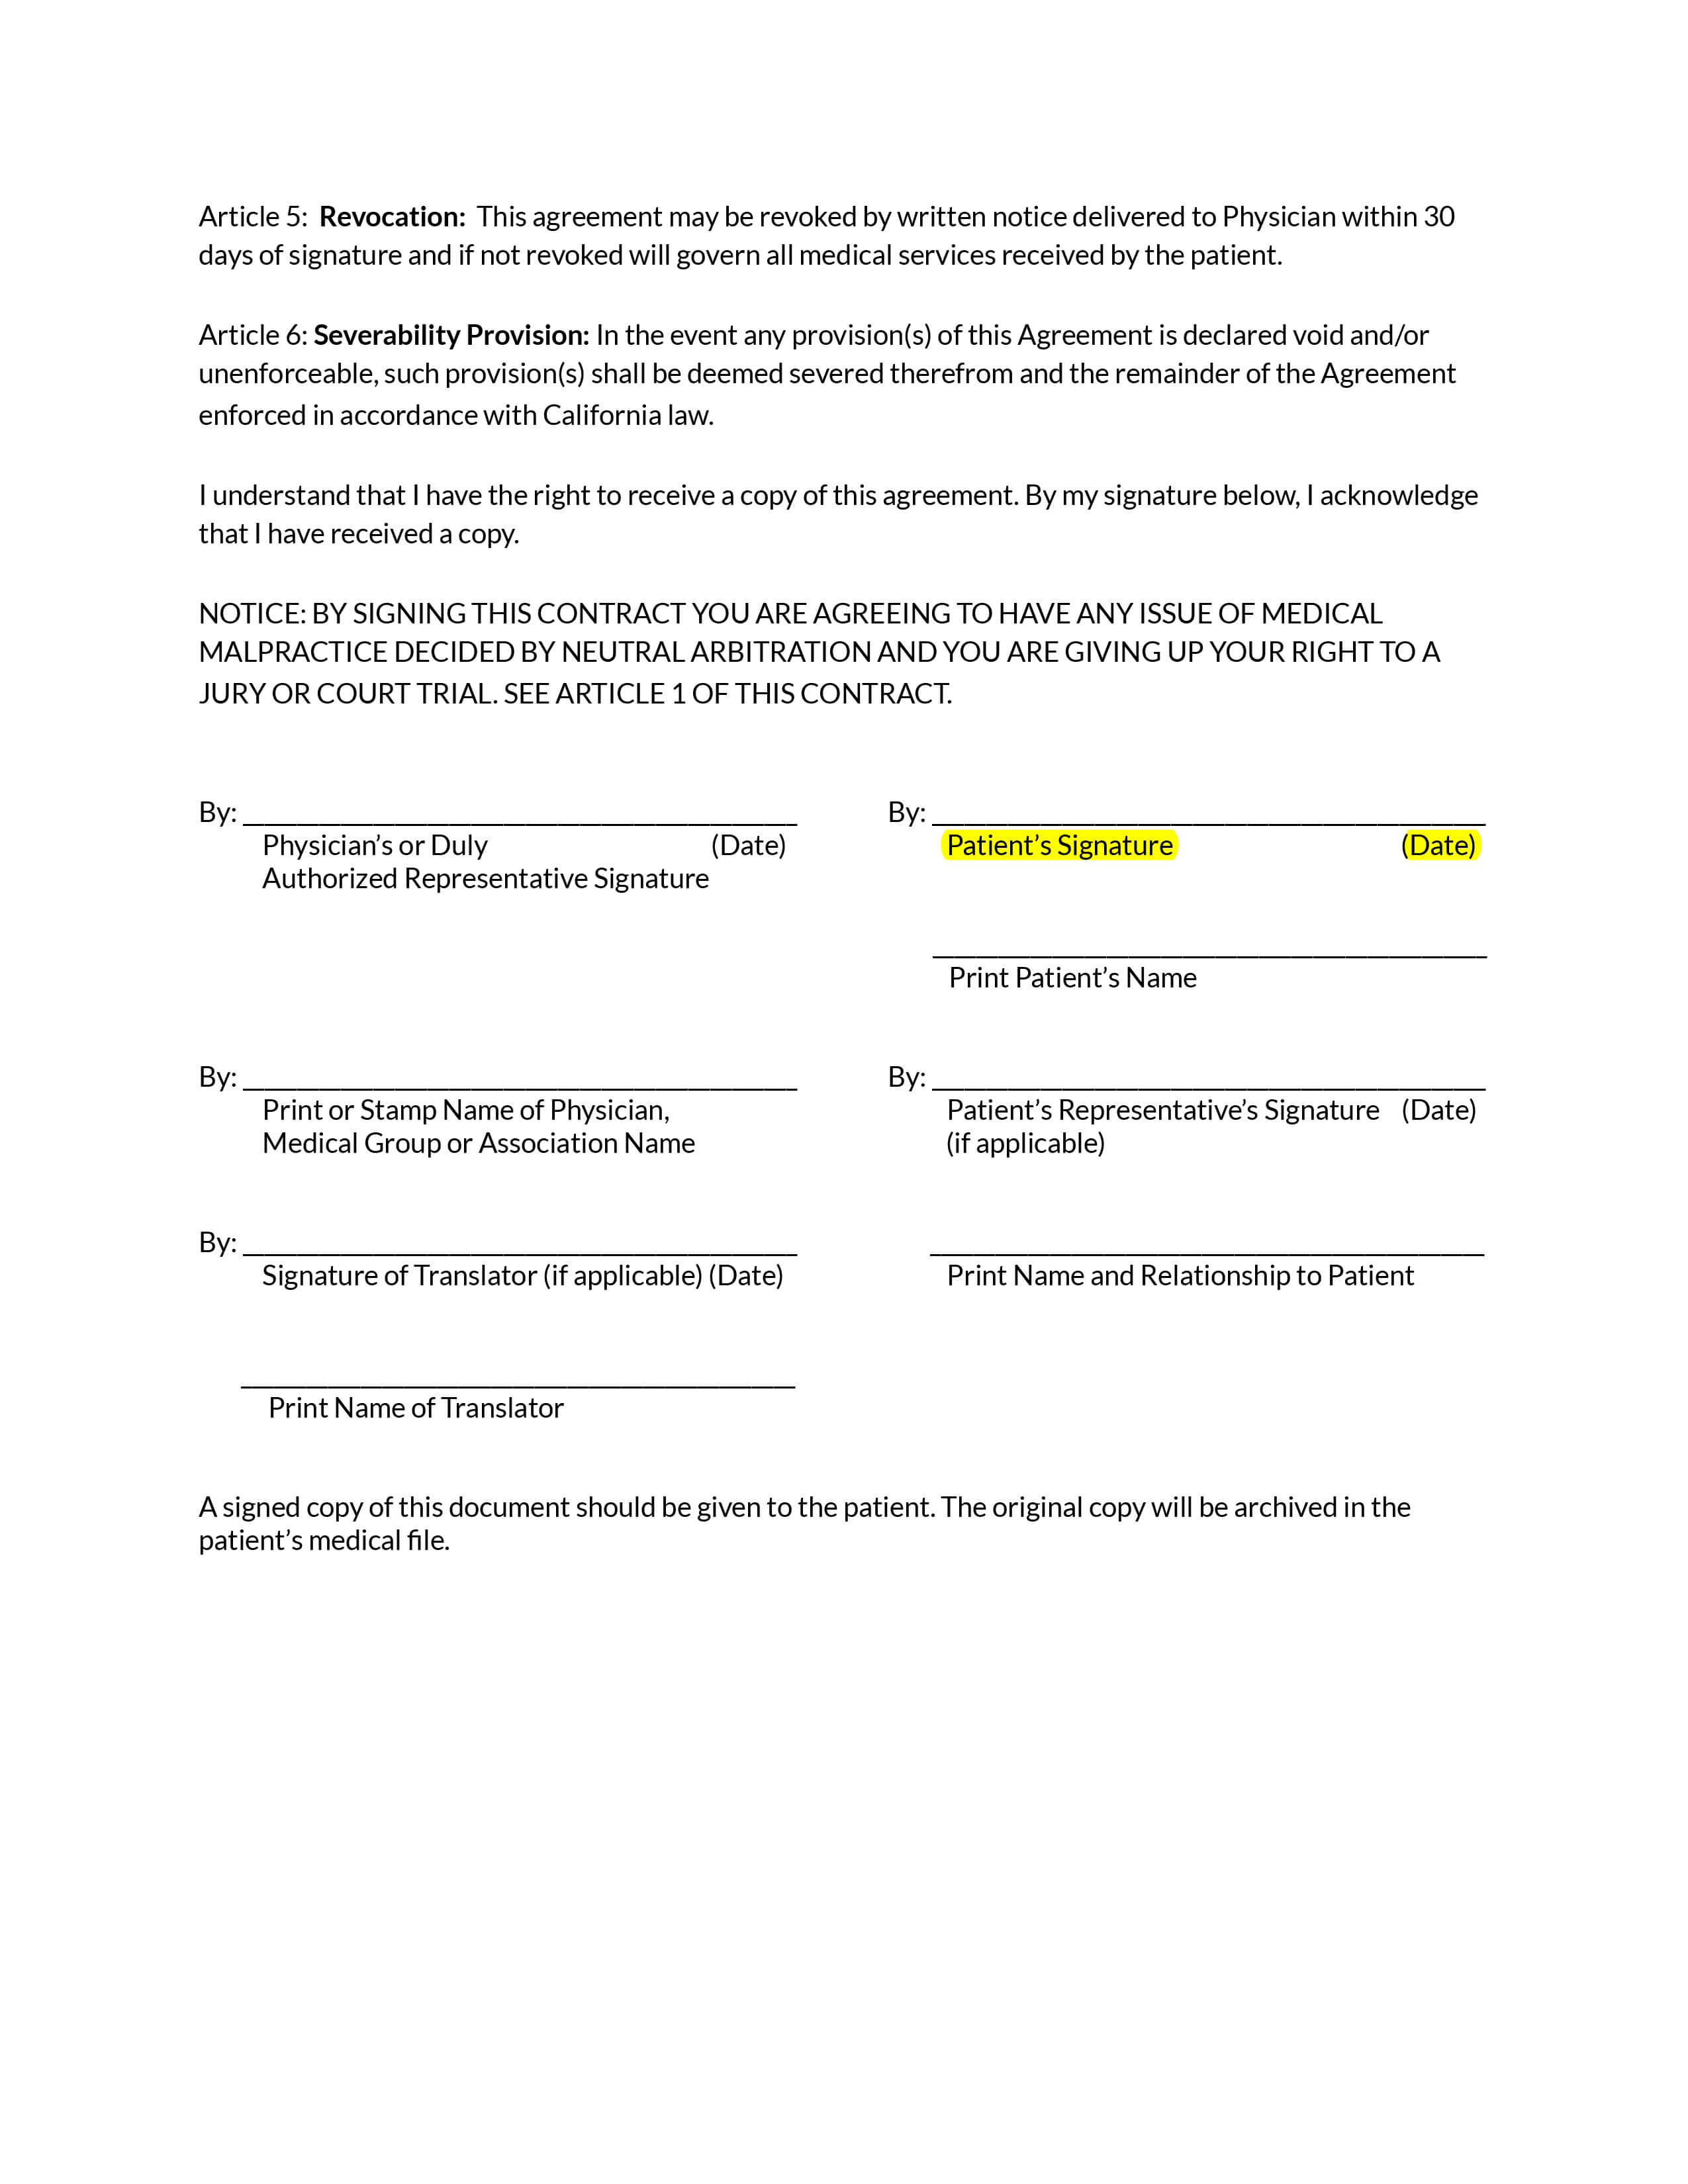 Article 5:  Revocation:  This agreement may be revoked by written notice delivered to Physician within 30
days of signature and if not revoked will govern all medical services received by the patient.
Article 6: Severability Provision: In the event any provision(s) of this Agreement is declared void and/or
unenforceable, such provision(s) shall be deemed severed therefrom and the remainder of the Agreement
enforced in accordance with California law.
I understand that I have the right to receive a copy of this agreement. By my signature below, I acknowledge
that I have received a copy.
NOTICE: BY SIGNING THIS CONTRACT YOU ARE AGREEING TO HAVE ANY ISSUE OF MEDICAL
MALPRACTICE DECIDED BY NEUTRAL ARBITRATION AND YOU ARE GIVING UP YOUR RIGHT TO A
JURY OR COURT TRIAL. SEE ARTICLE 1 OF THIS CONTRACT.
By: By:
Physician’s or Duly (Date) Patient’s Signature (Date)
Authorized Representative Signature
Print Patient’s Name
By: By:
Print or Stamp Name of Physician, Patient’s Representative’s Signature (Date)
Medical Group or Association Name (if applicable)
By:
Signature of Translator (if applicable) (Date) Print Name and Relationship to Patient
Print Name of Translator
A signed copy of this document should be given to the patient. The original copy will be archived in the
patient’s medical file.